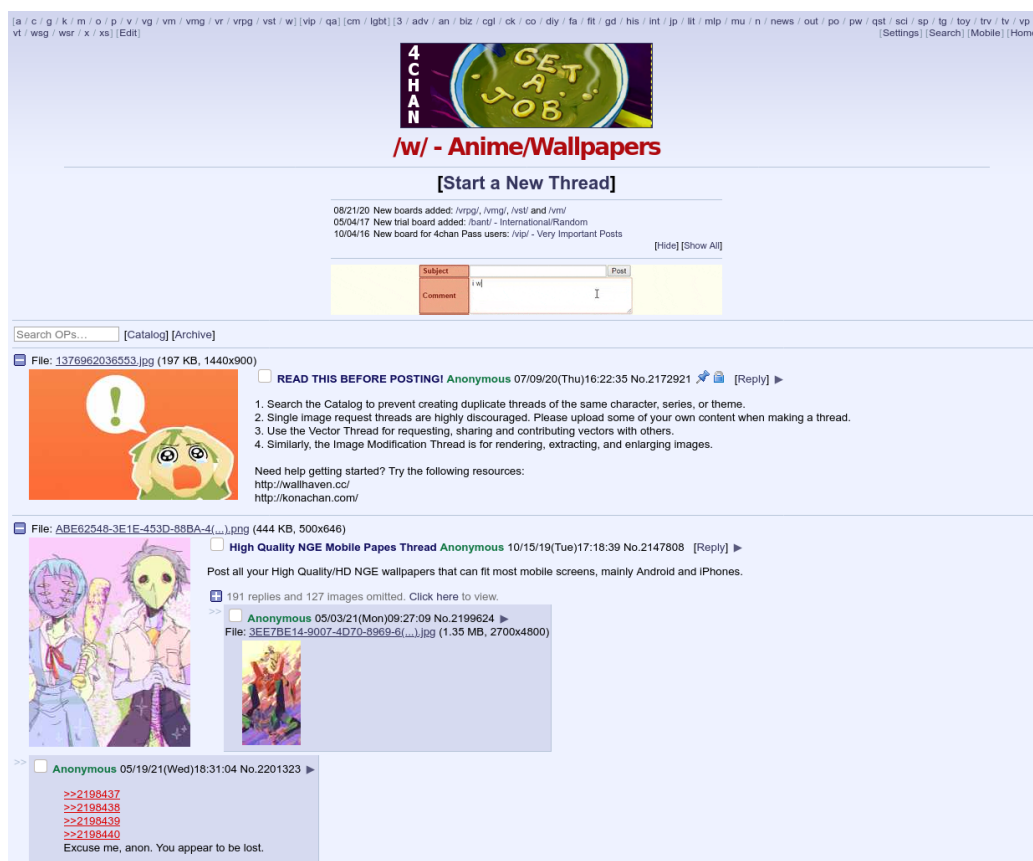 [a / c / g / k / m / o / p / v / vg / vm / vmg / vr / vrpg / vst / w] [vip / qa] [cm / lgbt] [3 / adv / an / biz / cgl / ck / co / diy / fa / fit / gd / his / int / jp / lit / mlp / mu / n / news / out / po / pw / qst / sci / sp / tg / toy / trv / tv / vp
vt / wsg / wsr / x / xs] [Edit]
[Settings] [Search] [Mobile] [Home
4CHAN
GET
A
JOB
/w/ - Anime/Wallpapers
[Start a New Thread]
08/21/20 New boards added: /vrpg/, /vmg/, /vst/ and /vm/
05/04/17 New trial board added: /bant/ - International/Random
10/04/16 New board for 4chan Pass users: /vip/ - Very Important Posts
[Hide] [Show All]
Subject
Post
Comment
i w
Search OPs…
[Catalog] [Archive]
File: 1376962036553.jpg (197 KB, 1440x900)
READ THIS BEFORE POSTING! Anonymous 07/09/20(Thu)16:22:35 No.2172921 [Reply] ▶
1. Search the Catalog to prevent creating duplicate threads of the same character, series, or theme.
2. Single image request threads are highly discouraged. Please upload some of your own content when making a thread.
3. Use the Vector Thread for requesting, sharing and contributing vectors with others.
4. Similarly, the Image Modification Thread is for rendering, extracting, and enlarging images.
Need help getting started? Try the following resources:
http://wallhaven.cc/
http://konachan.com/
File: ABE62548-3E1E-453D-88BA-4(...).png (444 KB, 500x646)
High Quality NGE Mobile Papes Thread Anonymous 10/15/19(Tue)17:18:39 No.2147808 [Reply] ▶
Post all your High Quality/HD NGE wallpapers that can fit most mobile screens, mainly Android and iPhones.
191 replies and 127 images omitted. Click here to view.
>> Anonymous 05/03/21(Mon)09:27:09 No.2199624 ▶
File: 3EE7BE14-9007-4D70-8969-6(...).jpg (1.35 MB, 2700x4800)
>> Anonymous 05/19/21(Wed)18:31:04 No.2201323 ▶
>>2198437
>>2198438
>>2198439
>>2198440
Excuse me, anon. You appear to be lost.